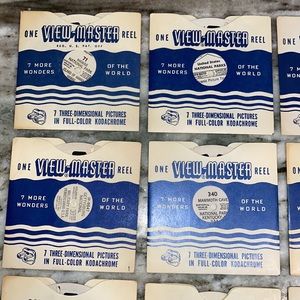 ONE VIEW-MASTER REEL
REG. U.S. PAT. OFF.
71
7 MORE WONDERS
OF THE WORLD
7 THREE-DIMENSIONAL PICTURES
IN FULL-COLOR KODACHROME
ONE VIEW-MASTER REEL
United States
NATIONAL PARKS
7 MORE WONDERS
OF THE WORLD
7 THREE-DIMENSIONAL PICTURES
IN FULL-COLOR KODACHROME
ONE VIEW-MASTER REEL
7 MORE WONDERS
OF THE WORLD
7 THREE-DIMENSIONAL PICTURES
IN FULL-COLOR KODACHROME
ONE VIEW-MASTER REEL
340
MAMMOTH CAVE
NATIONAL PARK
KENTUCKY
7 MORE WONDERS
OF THE WORLD
7 THREE-DIMENSIONAL PICTURES
IN FULL-COLOR KODACHROME